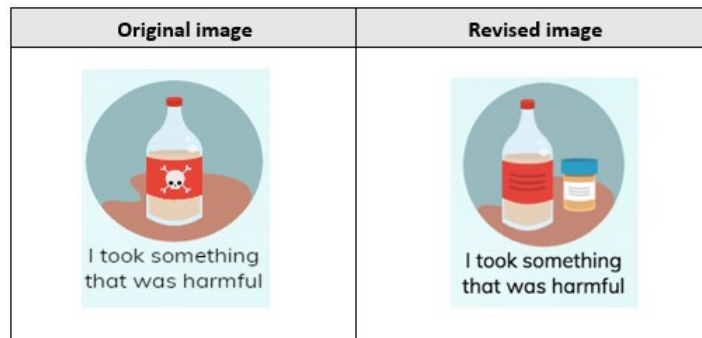 Original image
Revised image
I took something
that was harmful
I took something
that was harmful